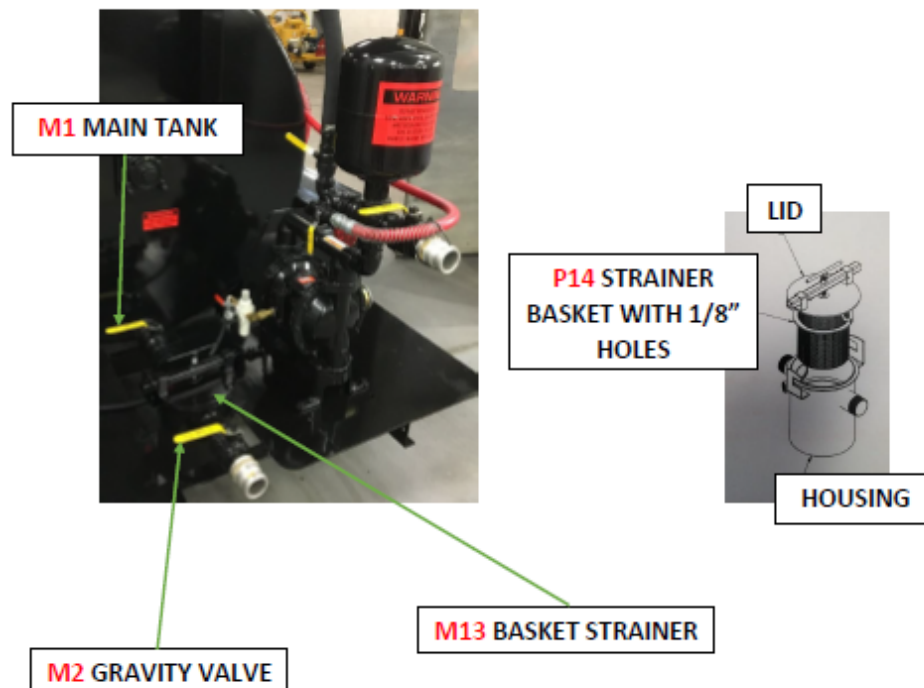 M1 MAIN TANK
WARNING
LID
P14 STRAINER
BASKET WITH 1/8”
HOLES
HOUSING
M13 BASKET STRAINER
M2 GRAVITY VALVE